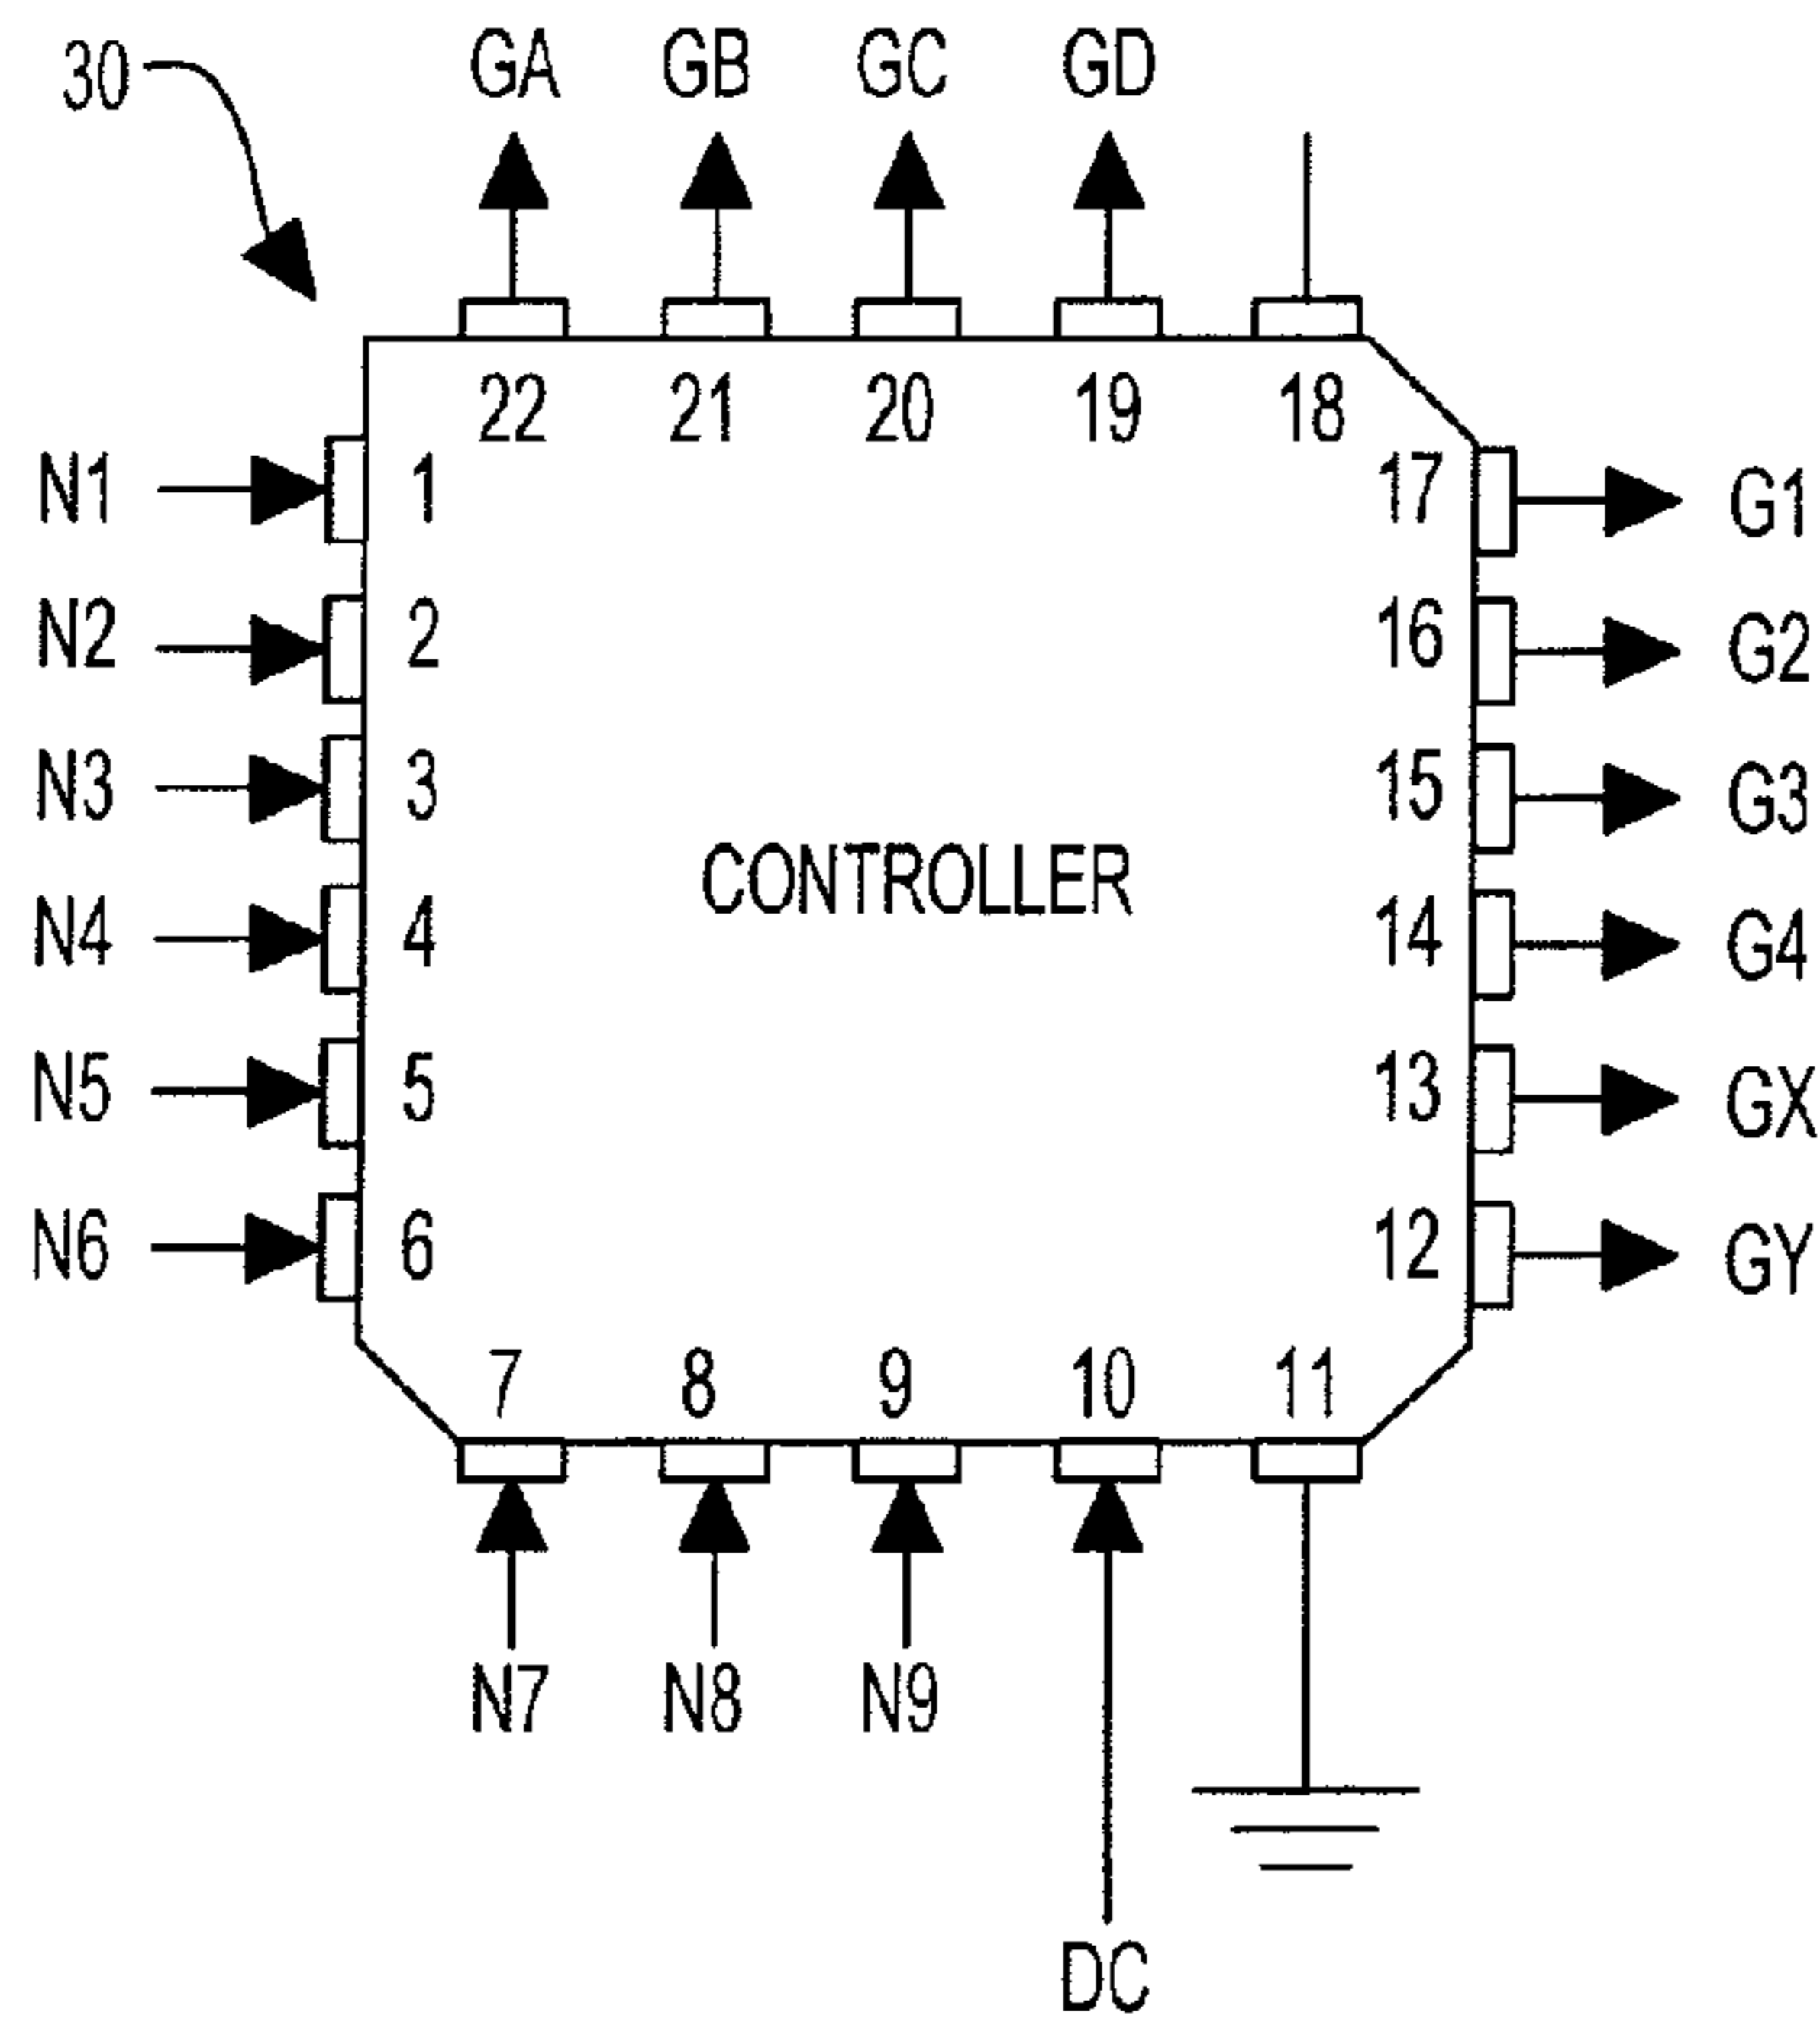 30 GA GB GC GD
22 21 20 19 18
N1 1 17 G1
N2 2 16 G2
N3 3 15 G3
CONTROLLER
N4 4 14 G4
N5 5 13 GX
N6 6 12 GY
7 8 9 10 11
N7 N8 N9
DC